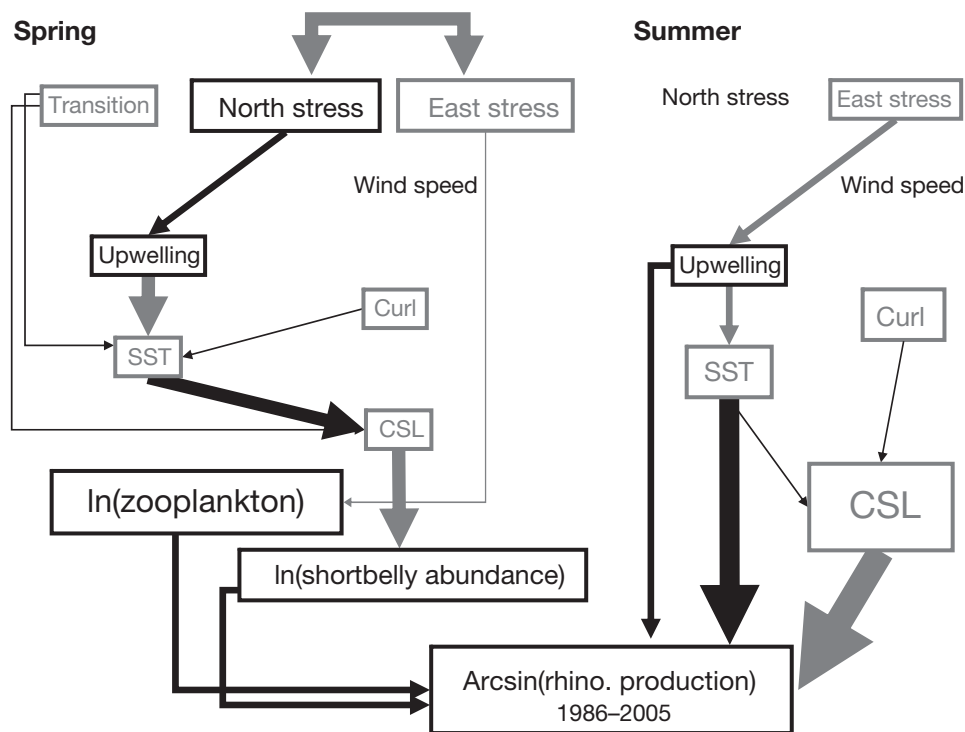 Spring
Summer
Transition
North stress
East stress
Wind speed
Upwelling
Curl
SST
CSL
ln(zooplankton)
ln(shortbelly abundance)
North stress
East stress
Wind speed
Upwelling
Curl
SST
CSL
Arcsin(rhino. production)
1986–2005